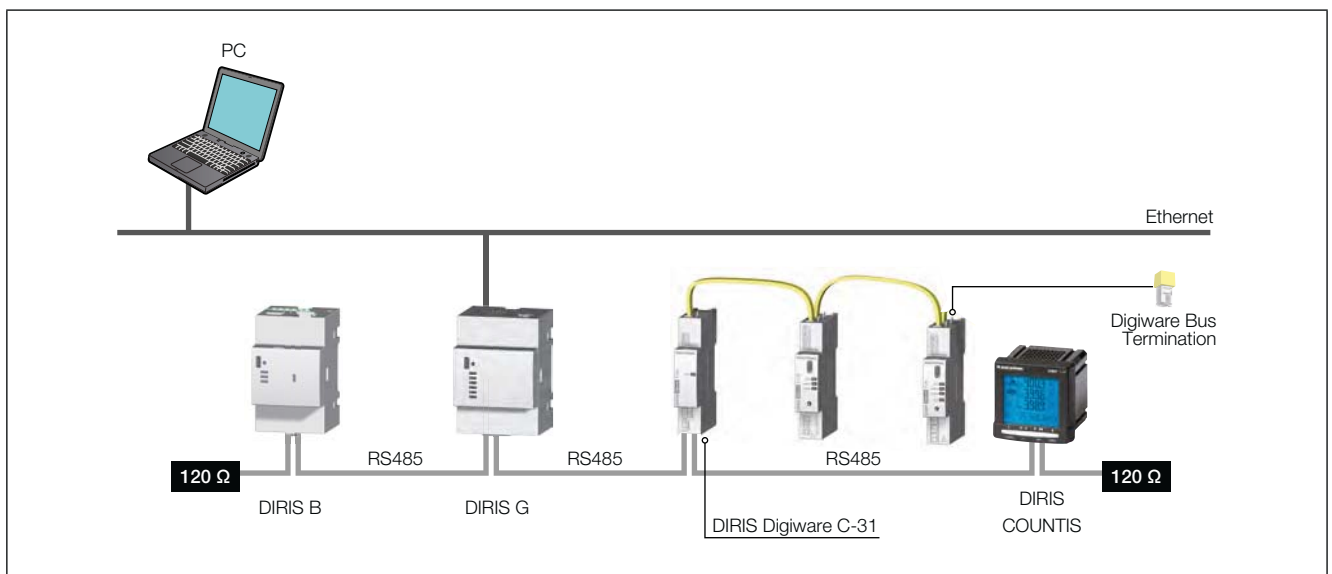 PC
Ethernet
Digiware Bus
Termination
RS485
RS485
RS485
120 Ω
120 Ω
DIRIS B
DIRIS G
DIRIS Digiware C-31
DIRIS
COUNTIS